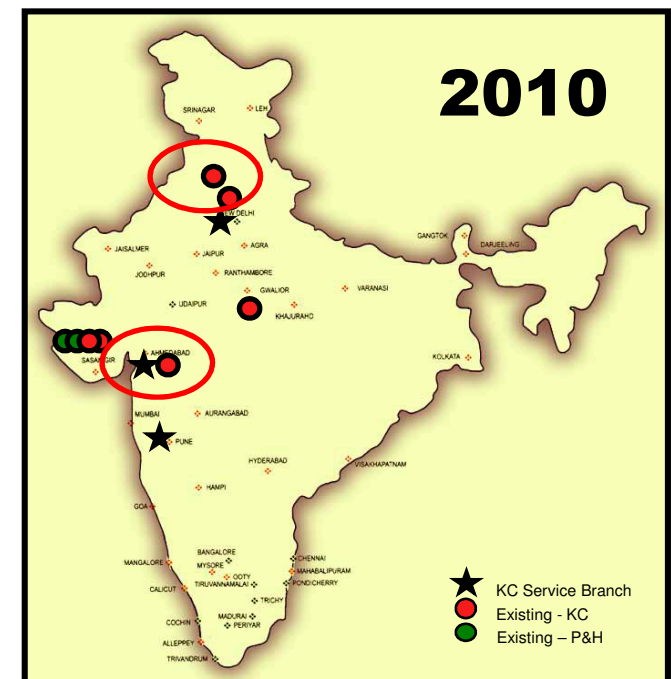 2010
SRINAGAR
LEH
NEW DELHI
GANGTOK
DARJEELING
JAISALMER
JAIPUR
AGRA
JODHPUR
RANTHAMBORE
GWALIOR
VARANASI
UDAIPUR
KHAJURAHO
AHMEDABAD
SASANGIR
KOLKATA
MUMBAI
AURANGABAD
PUNE
HYDERABAD
VISAKHAPATNAM
HAMPI
GOA
BANGALORE
CHENNAI
MANGALORE
MYSORE
MAHABALIPURAM
OOTY
CALICUT
TIRUVANNAMALAI
PONDICHERRY
TRICHY
COCHIN
MADURAI
PERIYAR
ALLEPPEY
TRIVANDRUM
KC Service Branch
Existing - KC
Existing – P&H